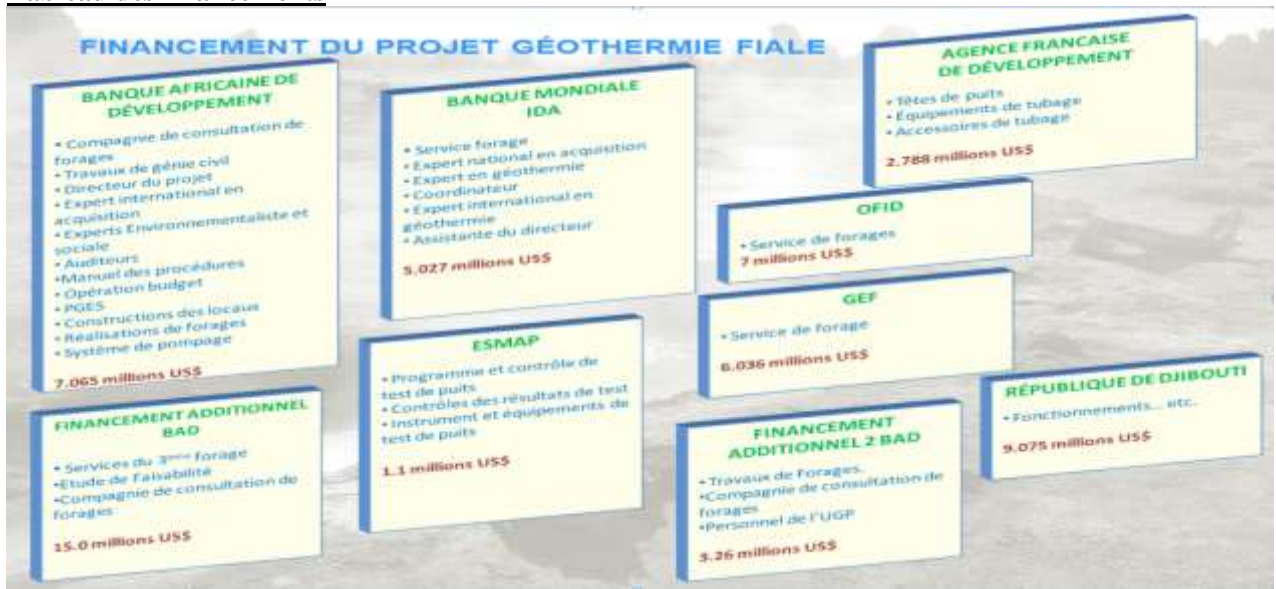 FINANCEMENT DU PROJET GÉOTHERMIE FIALE
BANQUE AFRICAINE DE
DÉVELOPPEMENT
• Compagnie de consultation de
forages
• Travaux de génie civil
• Directeur du projet
• Expert international en
acquisition
• Experts Environnementaliste et
sociale
• Auditeurs
•Manuel des procédures
• Opération budget
• PGES
• Constructions des locaux
• Réalisations de forages
• Système de pompage
7.065 millions US$
BANQUE MONDIALE
IDA
• Service forage
• Expert national en acquisition
• Expert en géothermie
• Coordinateur
• Expert international en
géothermie
• Assistante du directeur
5.027 millions US$
AGENCE FRANCAISE
DE DÉVELOPPEMENT
• Têtes de puits
• Équipements de tubage
• Accessoires de tubage
2.788 millions US$
OFID
• Service de forages
7 millions US$
GEF
• Service de forage
6.036 millions US$
FINANCEMENT ADDITIONNEL
BAD
• Services du 3ème forage
•Etude de Faisabilité
•Compagnie de consultation de
forages
15.0 millions US$
ESMAP
• Programme et contrôle de
test de puits
• Contrôles des résultats de test
• Instrument et équipements de
test de puits
1.1 millions US$
FINANCEMENT
ADDITIONNEL 2 BAD
• Travaux de Forages.
•Compagnie de consultation de
forages
•Personnel de l'UGP
3.26 millions US$
RÉPUBLIQUE DE DJIBOUTI
• Fonctionnements... etc.
9.075 millions US$